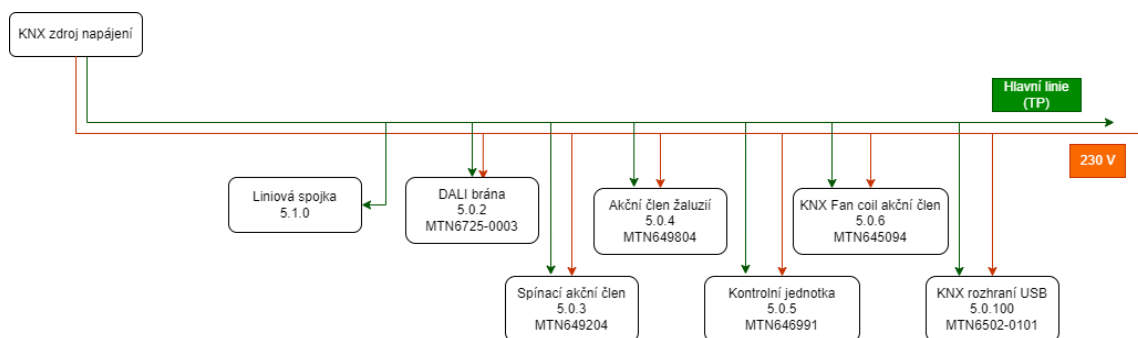 KNX zdroj napájení
Hlavní linie
(TP)
230 V
Liniová spojka
5.1.0
DALI brána
5.0.2
MTN6725-0003
Akční člen žaluzií
5.0.4
MTN649804
KNX Fan coil akční člen
5.0.6
MTN645094
Spínací akční člen
5.0.3
MTN649204
Kontrolní jednotka
5.0.5
MTN646991
KNX rozhraní USB
5.0.100
MTN6502-0101